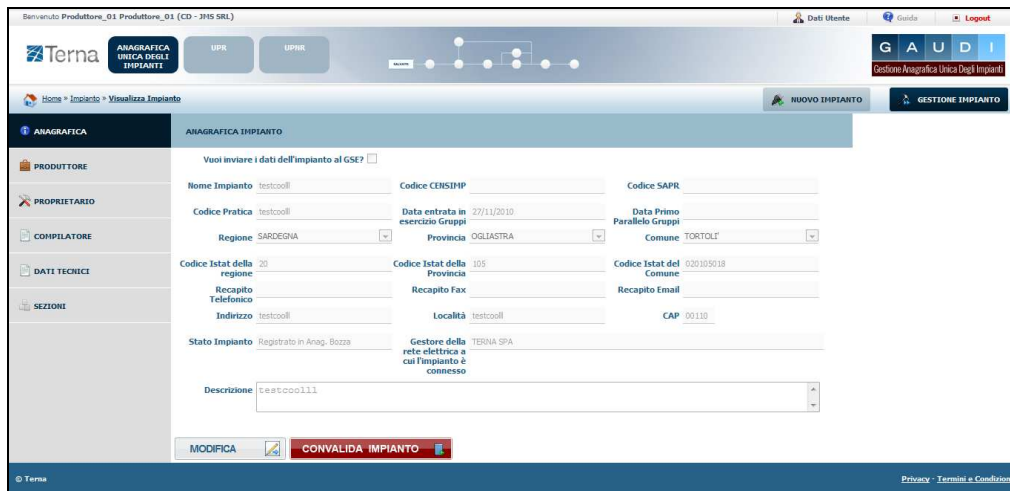 Benvenuto Produttore_01 Produttore_01 (CD - JMS SRL)
Dati Utente
Guida
Logout
Terna
ANAGRAFICA
UNICA DEGLI
IMPIANTI
UPR
UPNR
G A U D I
Gestione Anagrafica Unica Degli Impianti
Home » Impianto » Visualizza Impianto
NUOVO IMPIANTO
GESTIONE IMPIANTO
ANAGRAFICA
PRODUTTORE
PROPRIETARIO
COMPILATORE
DATI TECNICI
SEZIONI
ANAGRAFICA IMPIANTO
Vuoi inviare i dati dell'impianto al GSE?
Nome Impianto testcoolll Codice CENSIMP Codice SAPR
Codice Pratica testcoolll Data entrata in esercizio Gruppi 27/11/2010 Data Primo Parallelo Gruppi
Regione SARDEGNA Provincia OGLIASTRA Comune TORTOLI'
Codice Istat della regione 20 Codice Istat della Provincia 105 Codice Istat del Comune 020105018
Recapito Telefonico Recapito Fax Recapito Email
Indirizzo testcoolll Località testcoolll CAP 00110
Stato Impianto Registrato in Anag. Bozza Gestore della rete elettrica a cui l'impianto è connesso TERNA SPA
Descrizione testcoolll
MODIFICA
CONVALIDA IMPIANTO
© Terna
Privacy - Termini e Condizion